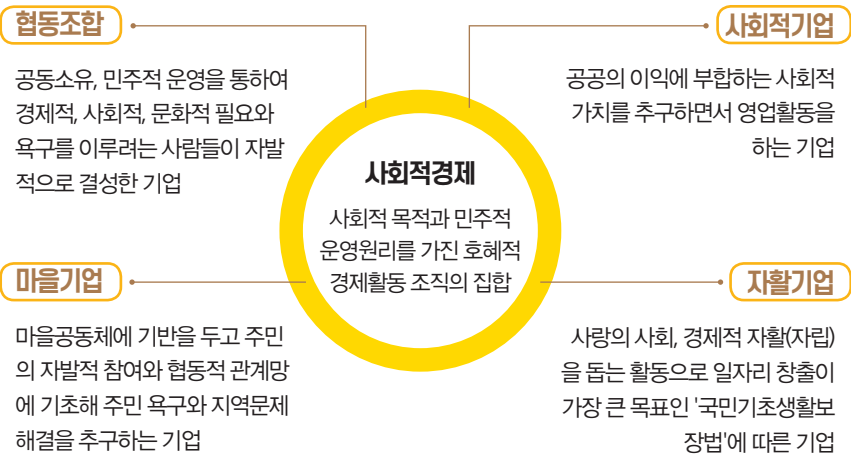 협동조합
공동소유, 민주적 운영을 통하여
경제적, 사회적, 문화적 필요와
욕구를 이루려는 사람들이 자발
적으로 결성한 기업
사회적기업
공공의 이익에 부합하는 사회적
가치를 추구하면서 영업활동을
하는 기업
사회적경제
사회적 목적과 민주적
운영원리를 가진 호혜적
경제활동 조직의 집합
마을기업
마을공동체에 기반을 두고 주민
의 자발적 참여와 협동적 관계망
에 기초해 주민 욕구와 지역문제
해결을 추구하는 기업
자활기업
사랑의 사회, 경제적 자활(자립)
을 돕는 활동으로 일자리 창출이
가장 큰 목표인 '국민기초생활보
장법'에 따른 기업